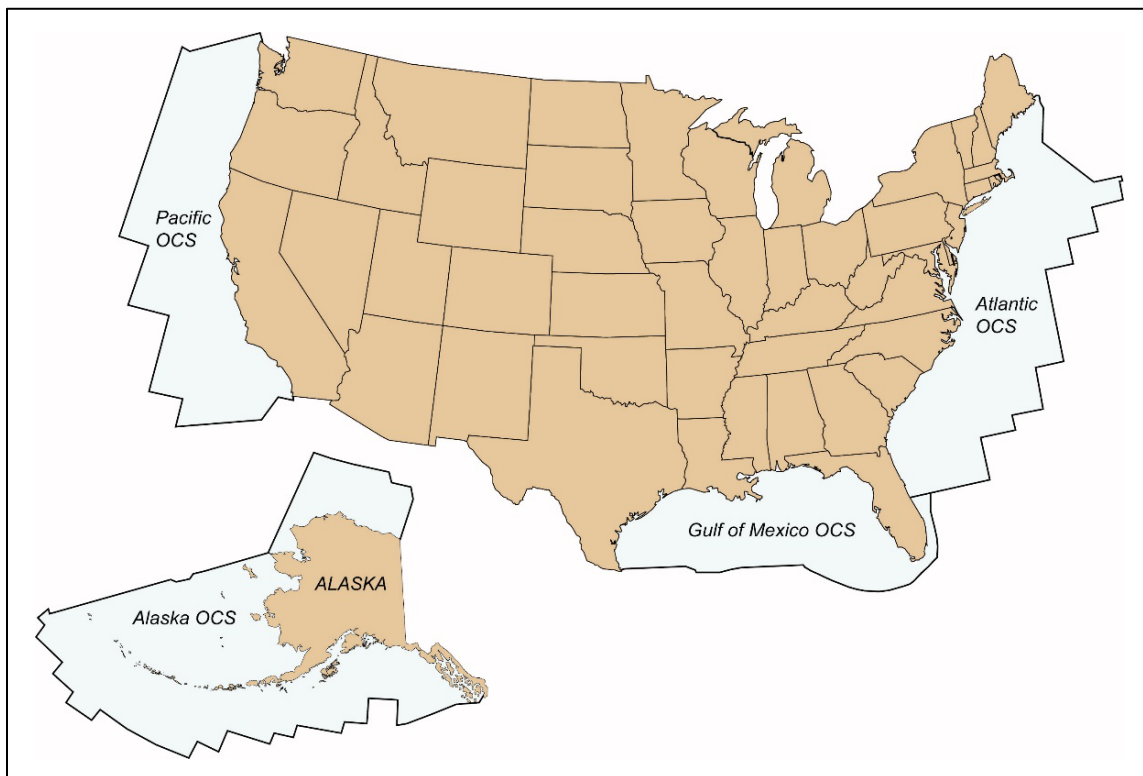 Pacific
OCS
Atlantic
OCS
Gulf of Mexico OCS
ALASKA
Alaska OCS